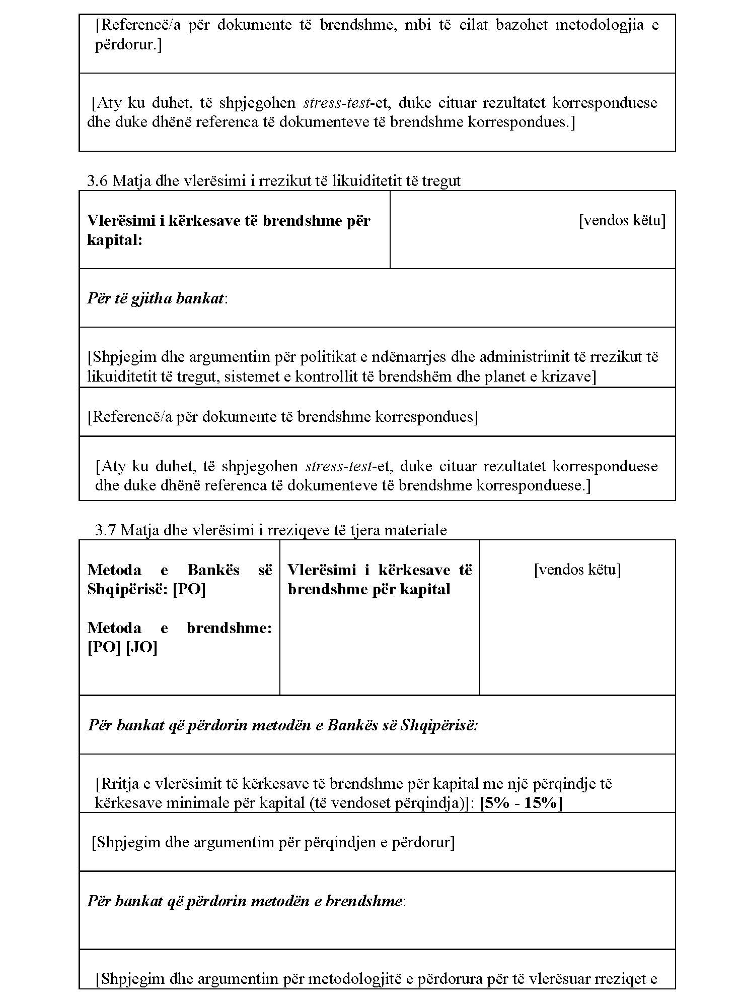 [Referencë/a për dokumente të brendshme, mbi të cilat bazohet metodologjia e
përdorur.]
[Aty ku duhet, të shpjegohen stress-test-et, duke cituar rezultatet korresponduese
dhe duke dhënë referenca të dokumenteve të brendshme korrespondues.]
3.6 Matja dhe vlerësimi i rrezikut të likuiditetit të tregut
Vlerësimi i kërkesave të brendshme për
kapital:
[vendos këtu]
Për të gjitha bankat:
[Shpjegim dhe argumentim për politikat e ndëmarrjes dhe administrimit të rrezikut të
likuiditetit të tregut, sistemet e kontrollit të brendshëm dhe planet e krizave]
[Referencë/a për dokumente të brendshme korrespondues]
[Aty ku duhet, të shpjegohen stress-test-et, duke cituar rezultatet korresponduese
dhe duke dhënë referenca të dokumenteve të brendshme korresponduese.]
3.7 Matja dhe vlerësimi i rreziqeve të tjera materiale
Metoda e Bankës së
Shqipërisë: [PO]
Metoda e brendshme:
[PO] [JO]
Vlerësimi i kërkesave të
brendshme për kapital
[vendos këtu]
Për bankat që përdorin metodën e Bankës së Shqipërisë:
[Rritja e vlerësimit të kërkesave të brendshme për kapital me një përqindje të
kërkesave minimale për kapital (të vendoset përqindja)]: [5% - 15%]
[Shpjegim dhe argumentim për përqindjen e përdorur]
Për bankat që përdorin metodën e brendshme:
[Shpjegim dhe argumentim për metodologjitë e përdorura për të vlerësuar rreziqet e